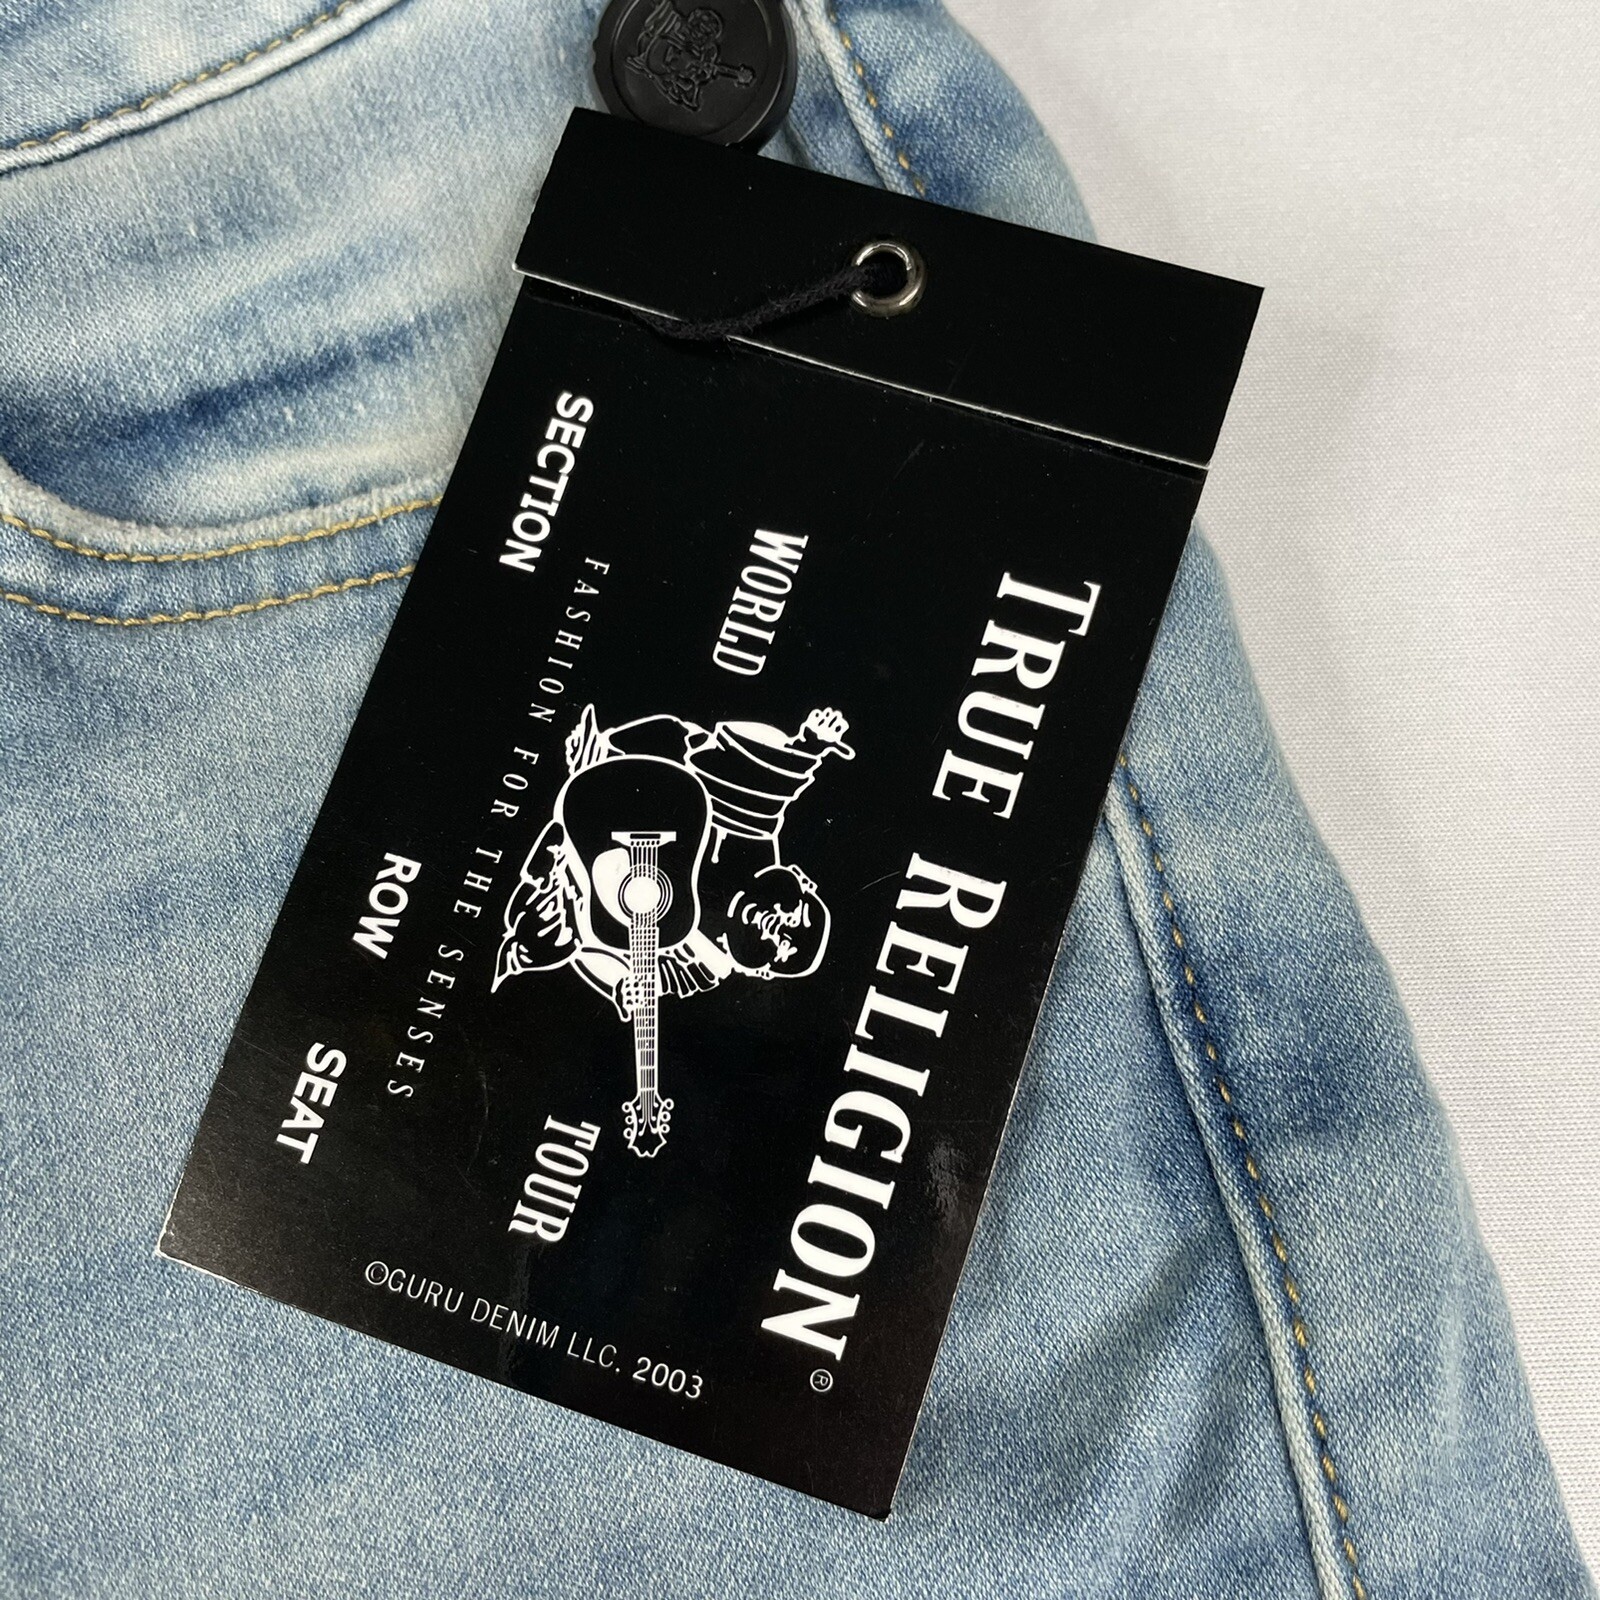 TRUE RELIGION®
WORLD TOUR
FASHION FOR THE SENSES
SECTION ROW SEAT
©GURU DENIM LLC. 2003